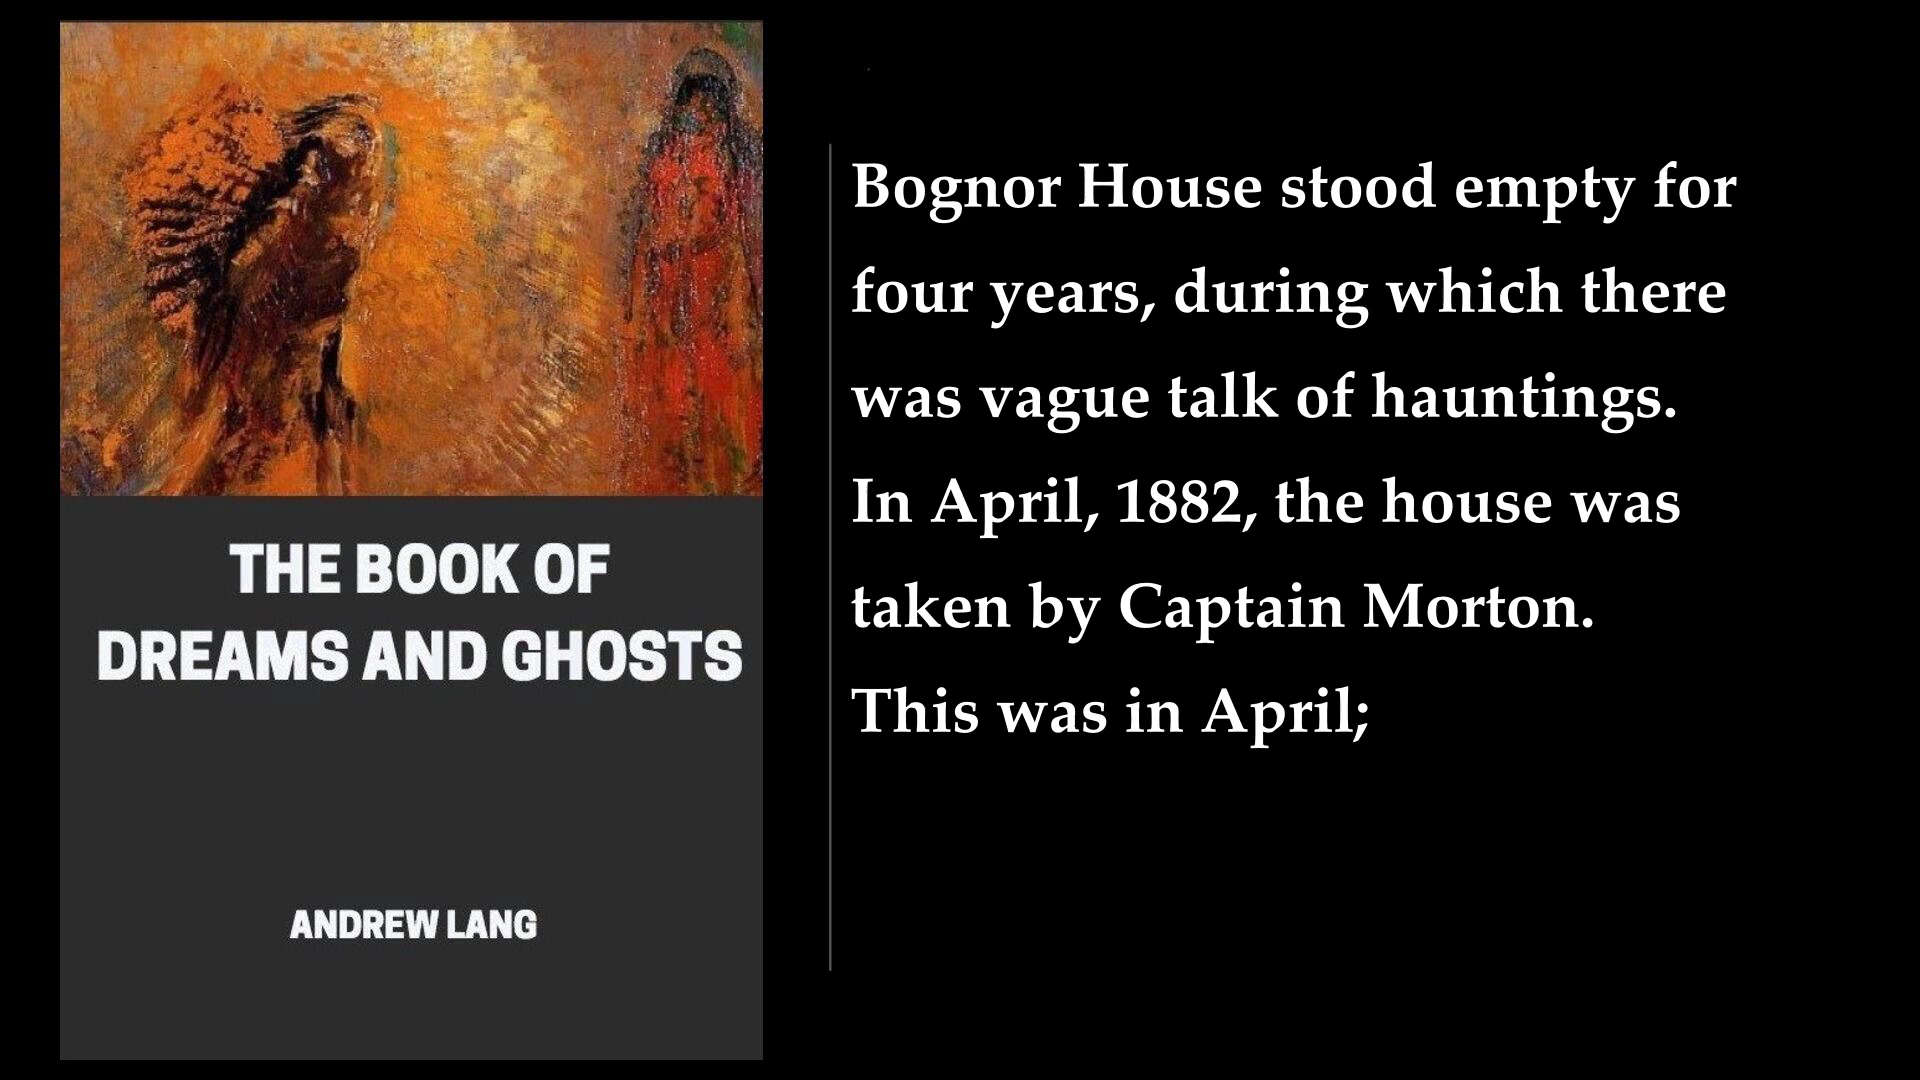 THE BOOK OF
DREAMS AND GHOSTS
ANDREW LANG
Bognor House stood empty for
four years, during which there
was vague talk of hauntings.
In April, 1882, the house was
taken by Captain Morton.
This was in April;